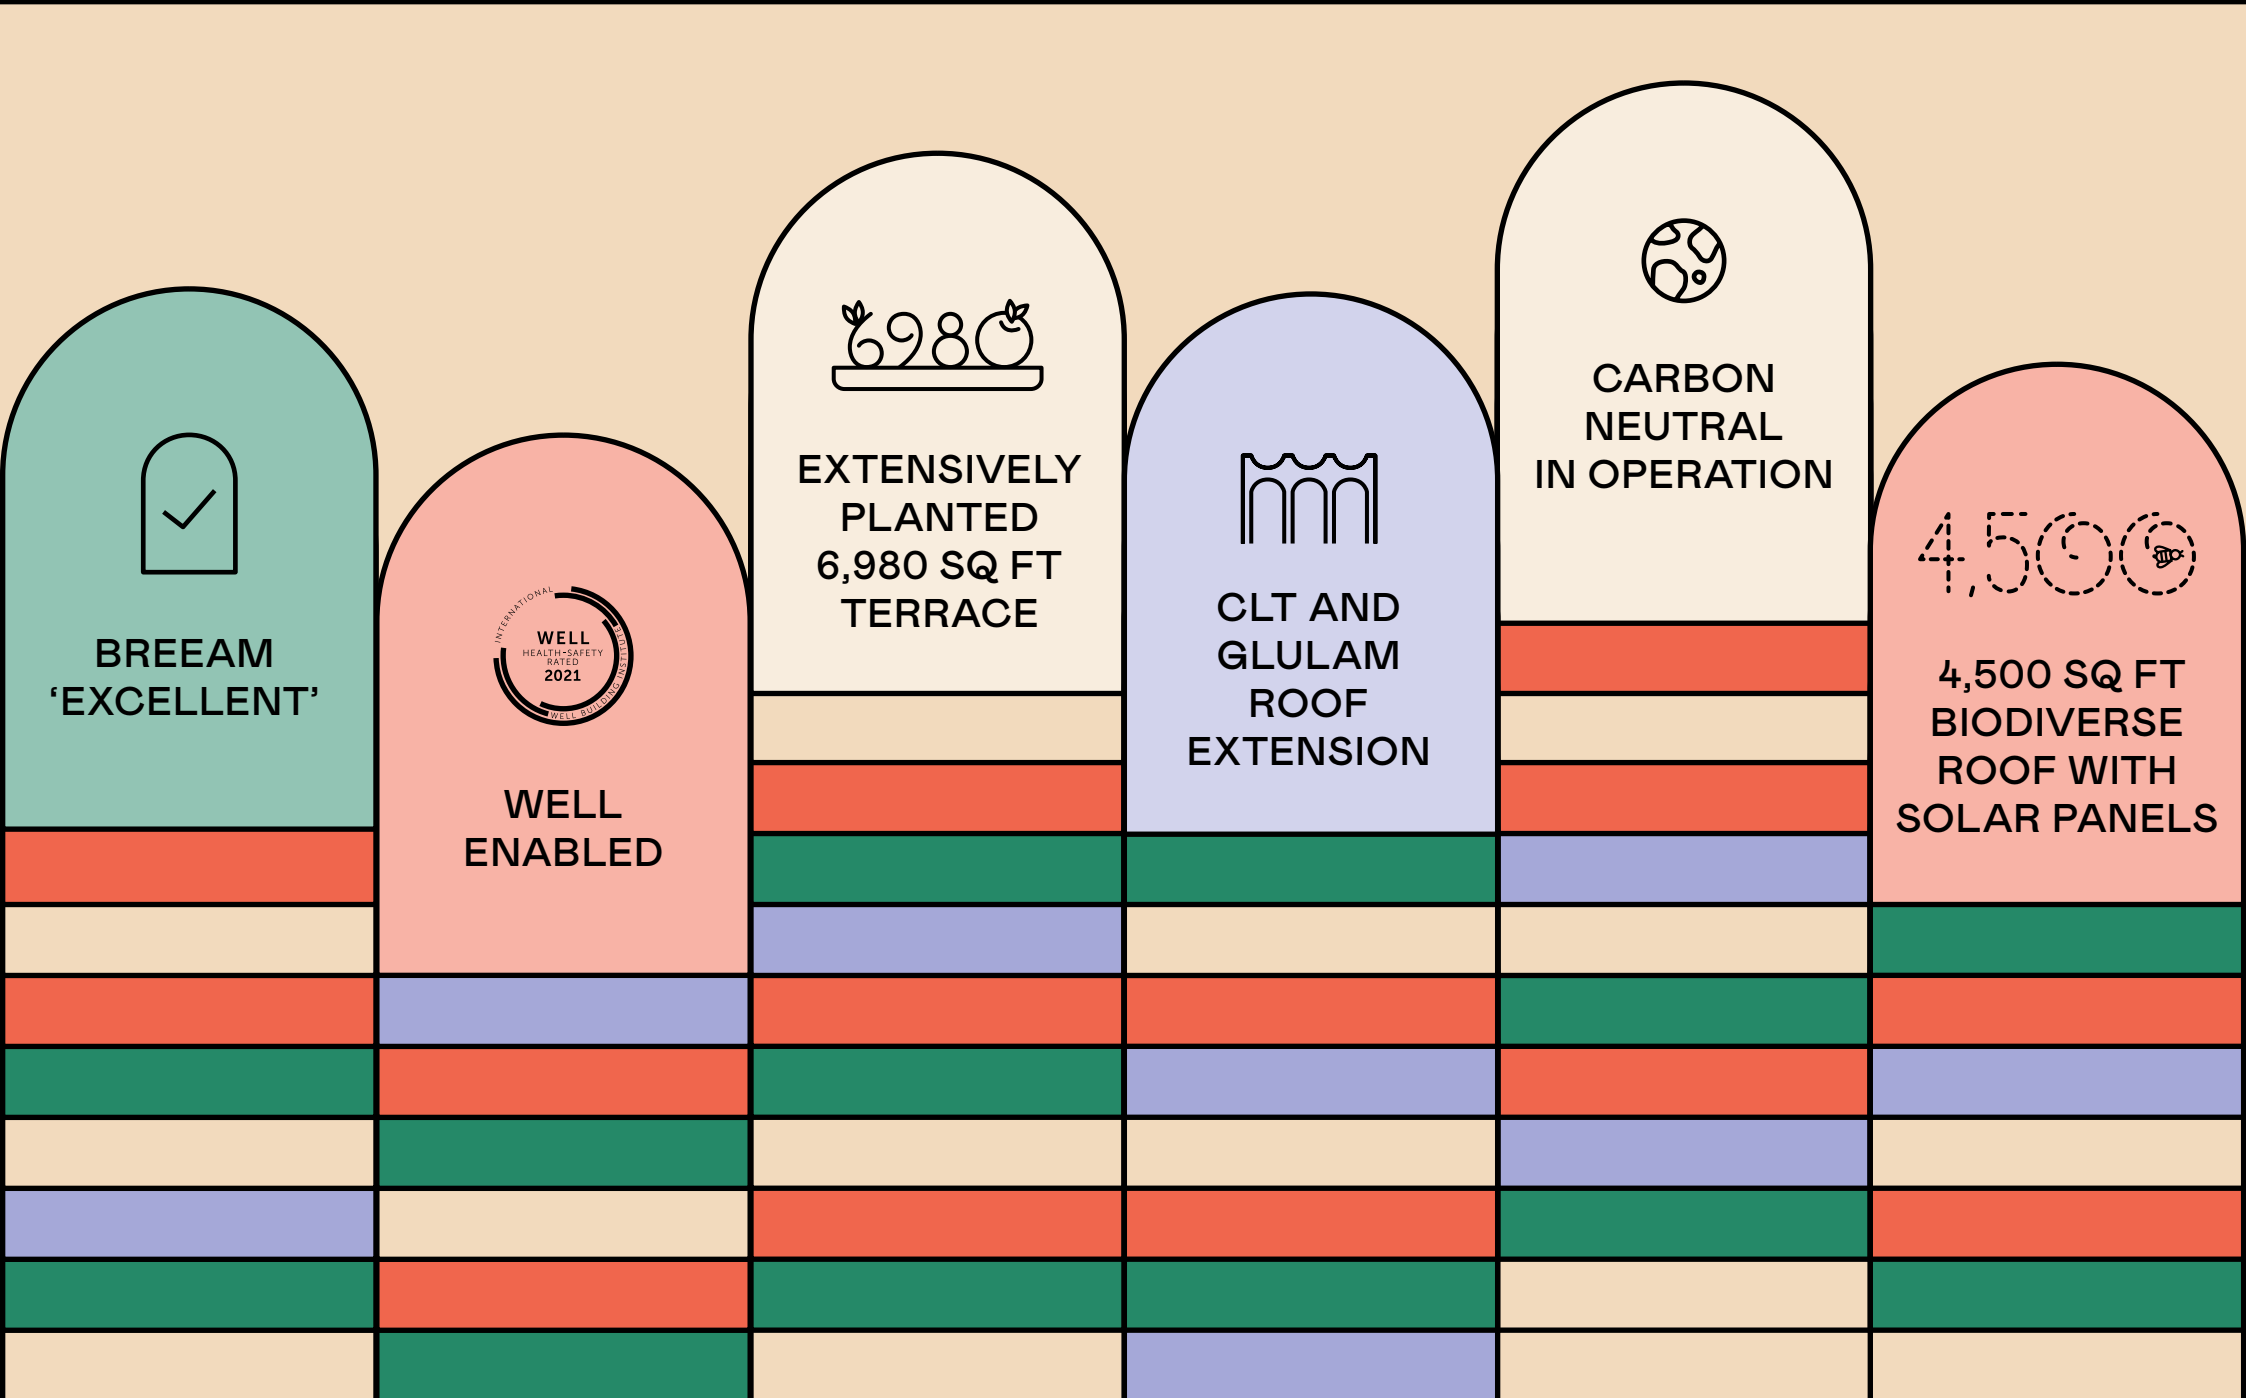 BREEAM
‘EXCELLENT’
INTERNATIONAL
WELL BUILDING INSTITUTE
WELL
HEALTH-SAFETY
RATED
2021
WELL
ENABLED
6980
EXTENSIVELY
PLANTED
6,980 SQ FT
TERRACE
CLT AND
GLULAM
ROOF
EXTENSION
CARBON
NEUTRAL
IN OPERATION
4,500
4,500 SQ FT
BIODIVERSE
ROOF WITH
SOLAR PANELS